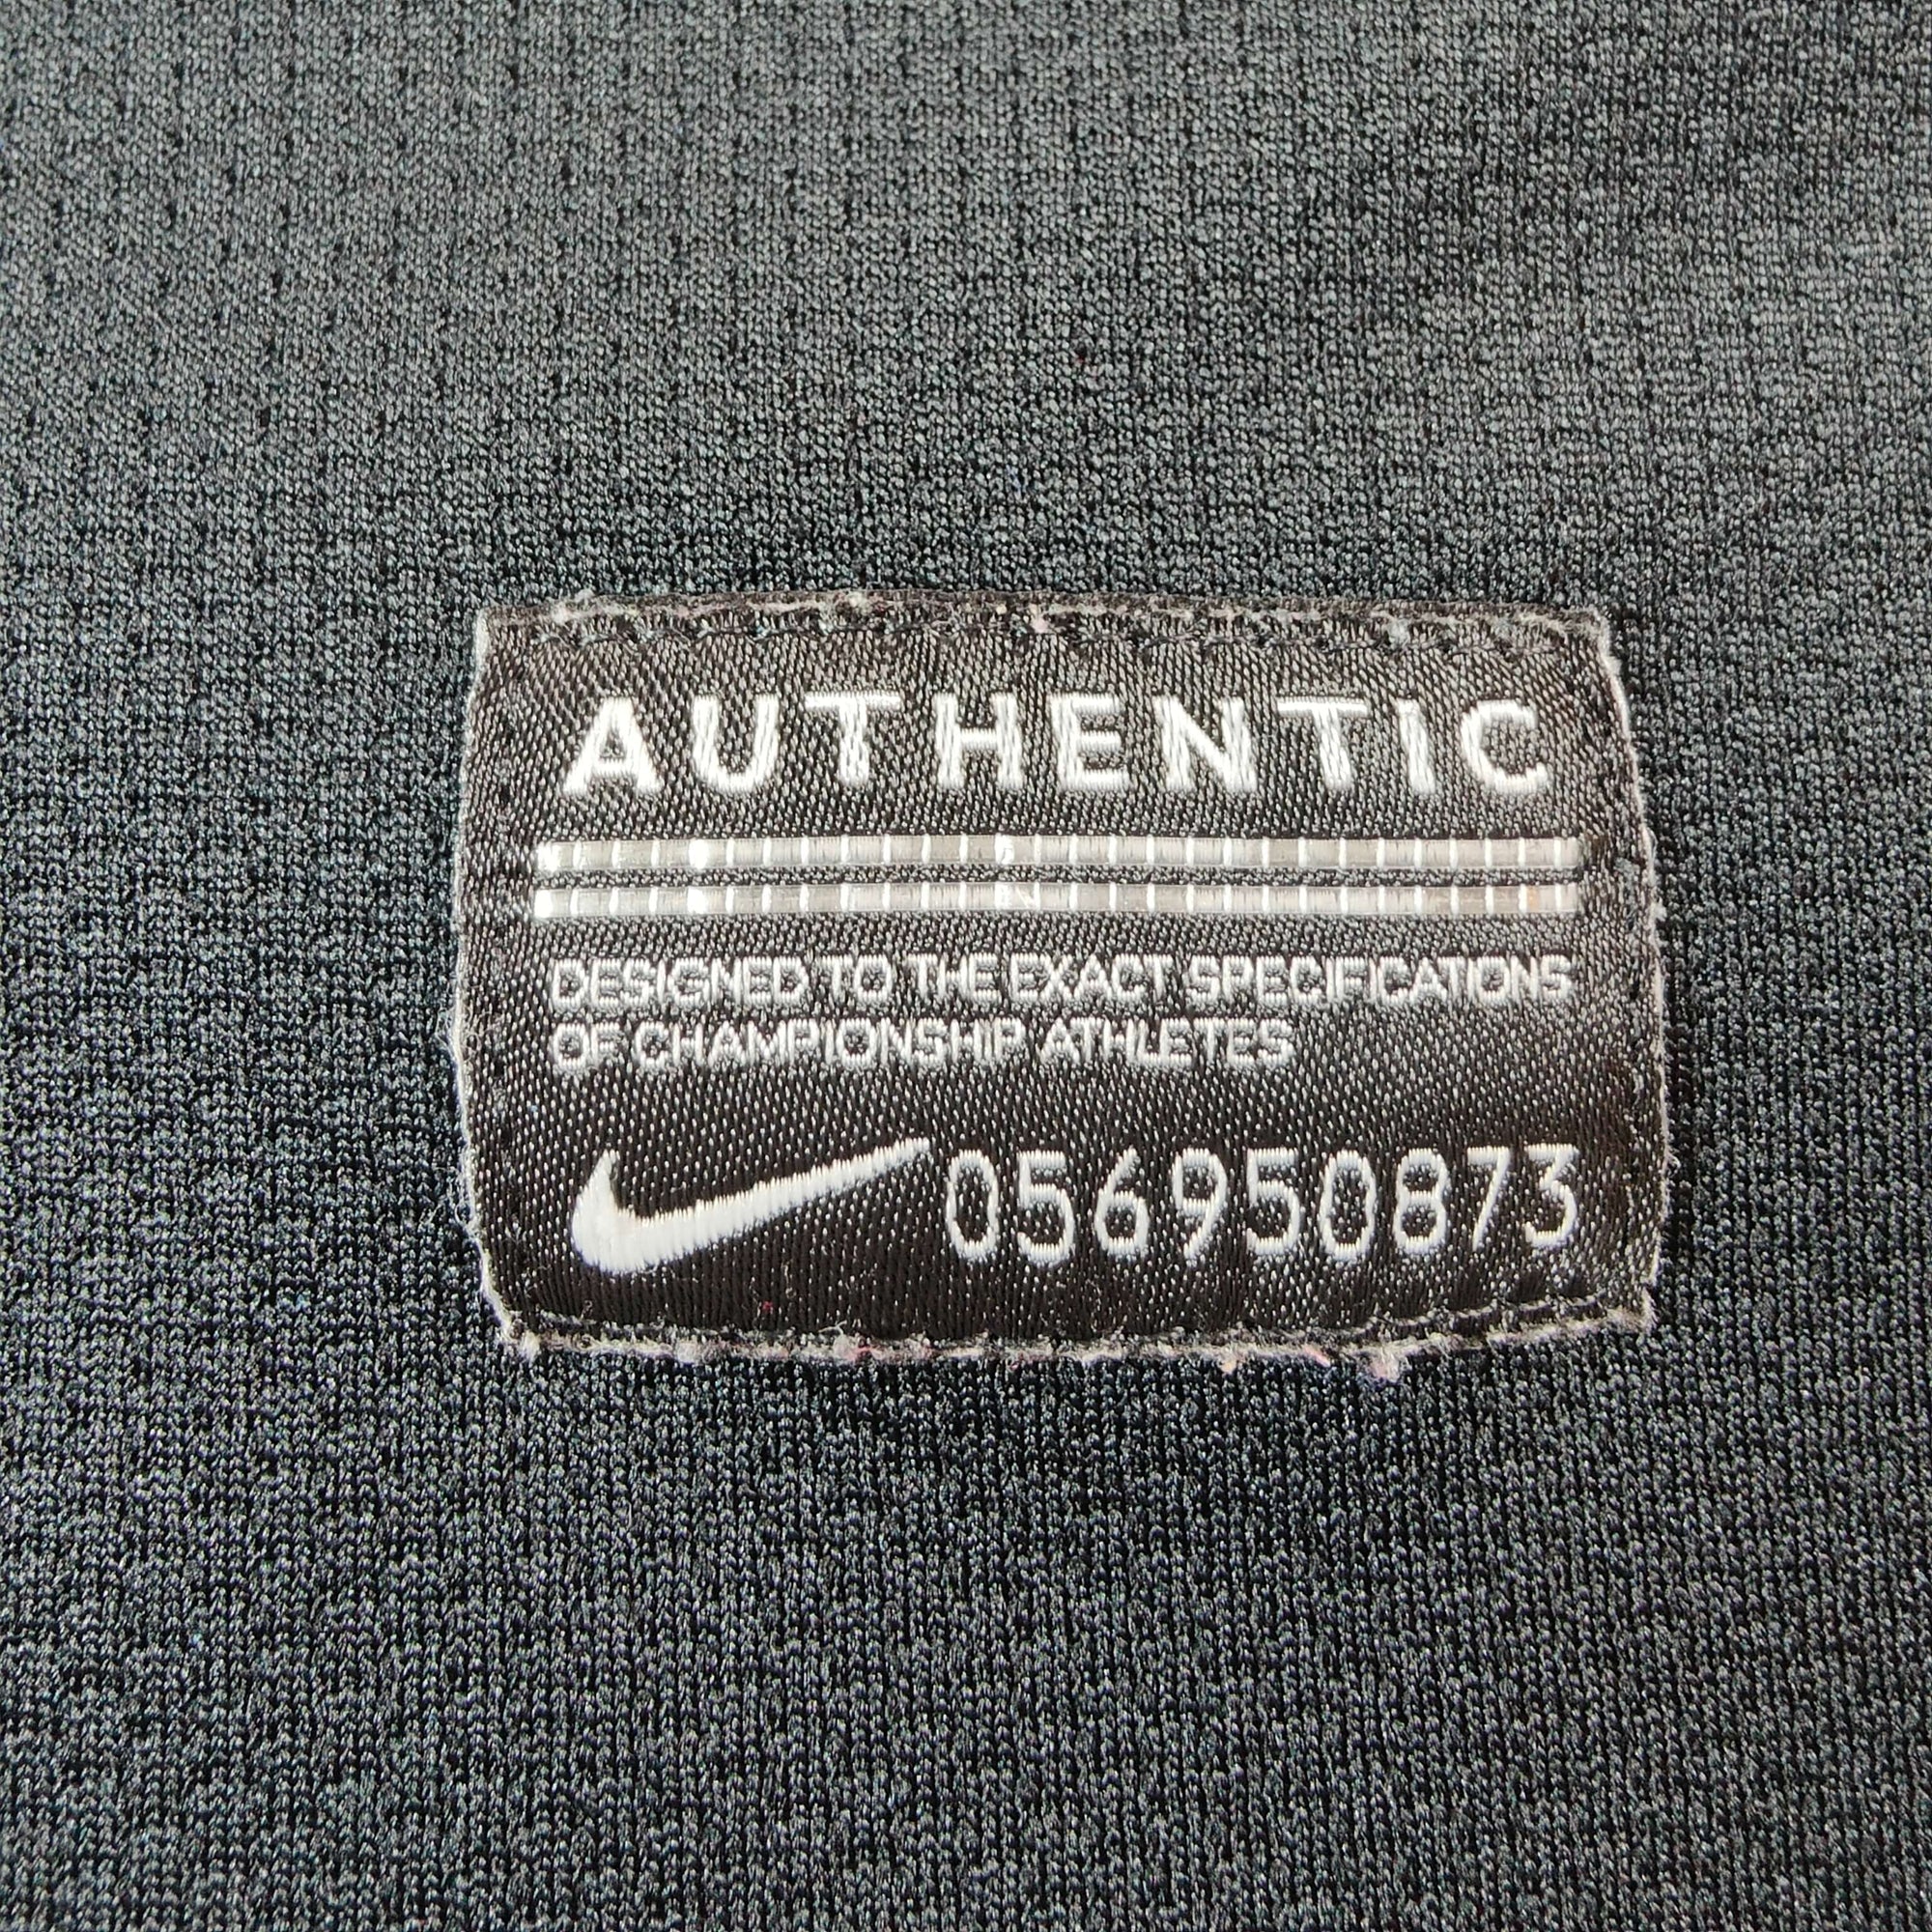 AUTHENTIC
DESIGNED TO THE EXACT SPECIFICATIONS
OF CHAMPIONSHIP ATHLETES
056950873